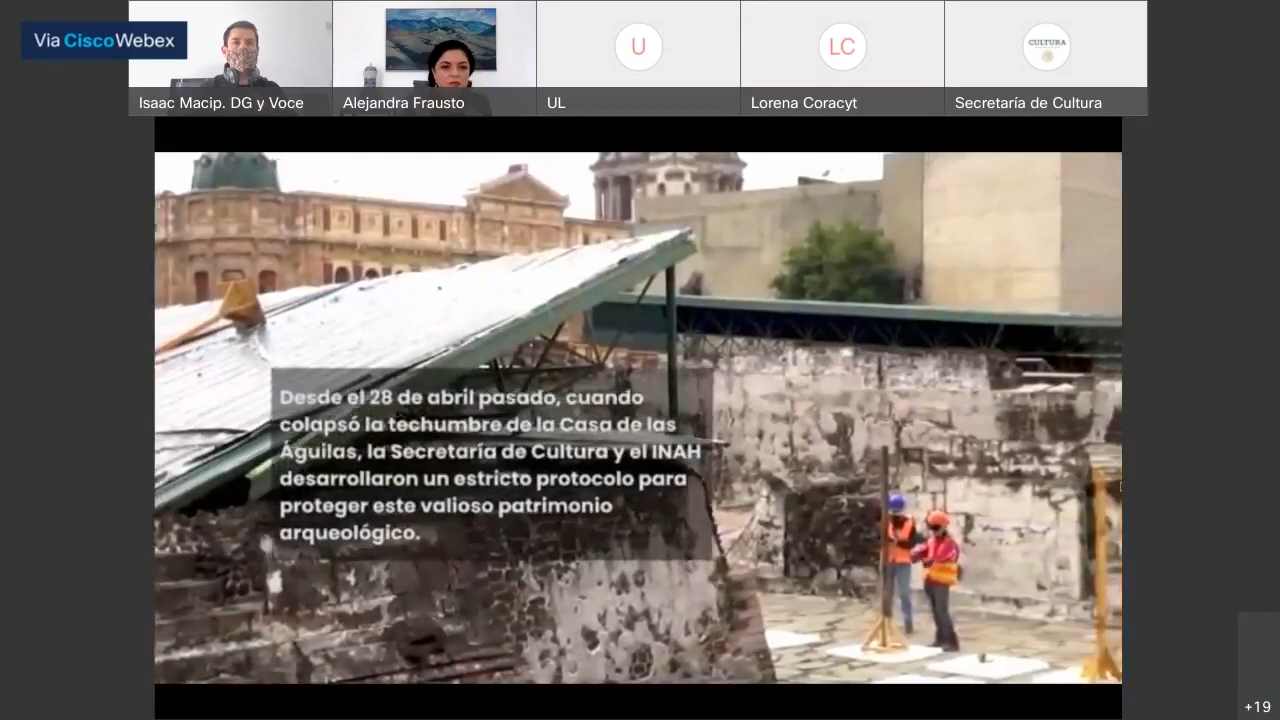 Via Cisco Webex
Isaac Macip. DG y Voce
Alejandra Frausto
U
UL
LC
Lorena Coracyt
CULTURA
Secretaría de Cultura
Desde el 28 de abril pasado, cuando
colapsó la techumbre de la Casa de las
Águilas, la Secretaría de Cultura y el INAH
desarrollaron un estricto protocolo para
proteger este valioso patrimonio
arqueológico.
+19